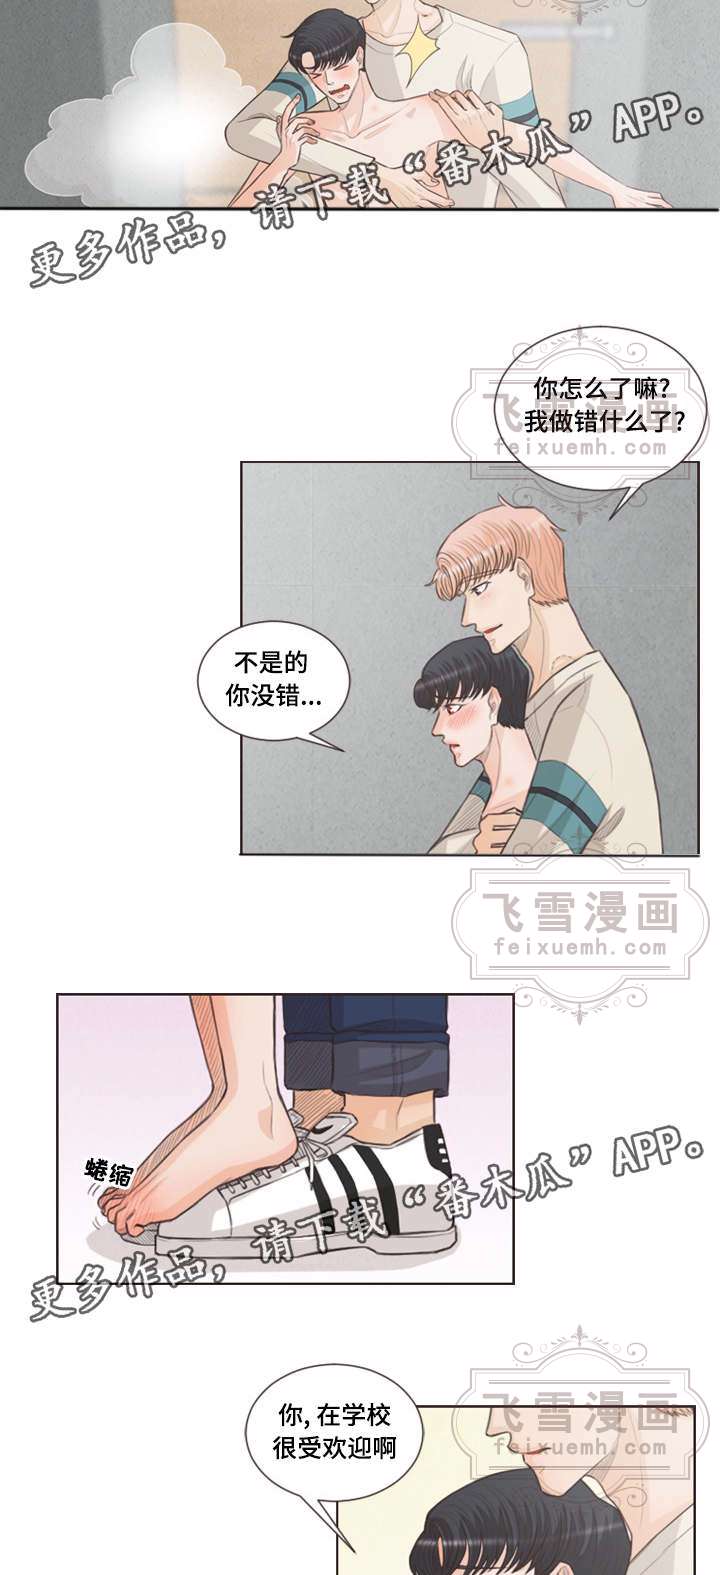 更多作品，请下载“番木瓜”APP。
你怎么了嘛?
我做错什么了?
飞雪漫画
feixuemh.com
不是的
你没错...
飞雪漫画
feixuemh.com
蜷缩
更多作品，请下载“番木瓜”APP。
你, 在学校
很受欢迎啊
飞雪漫画
feixuemh.com